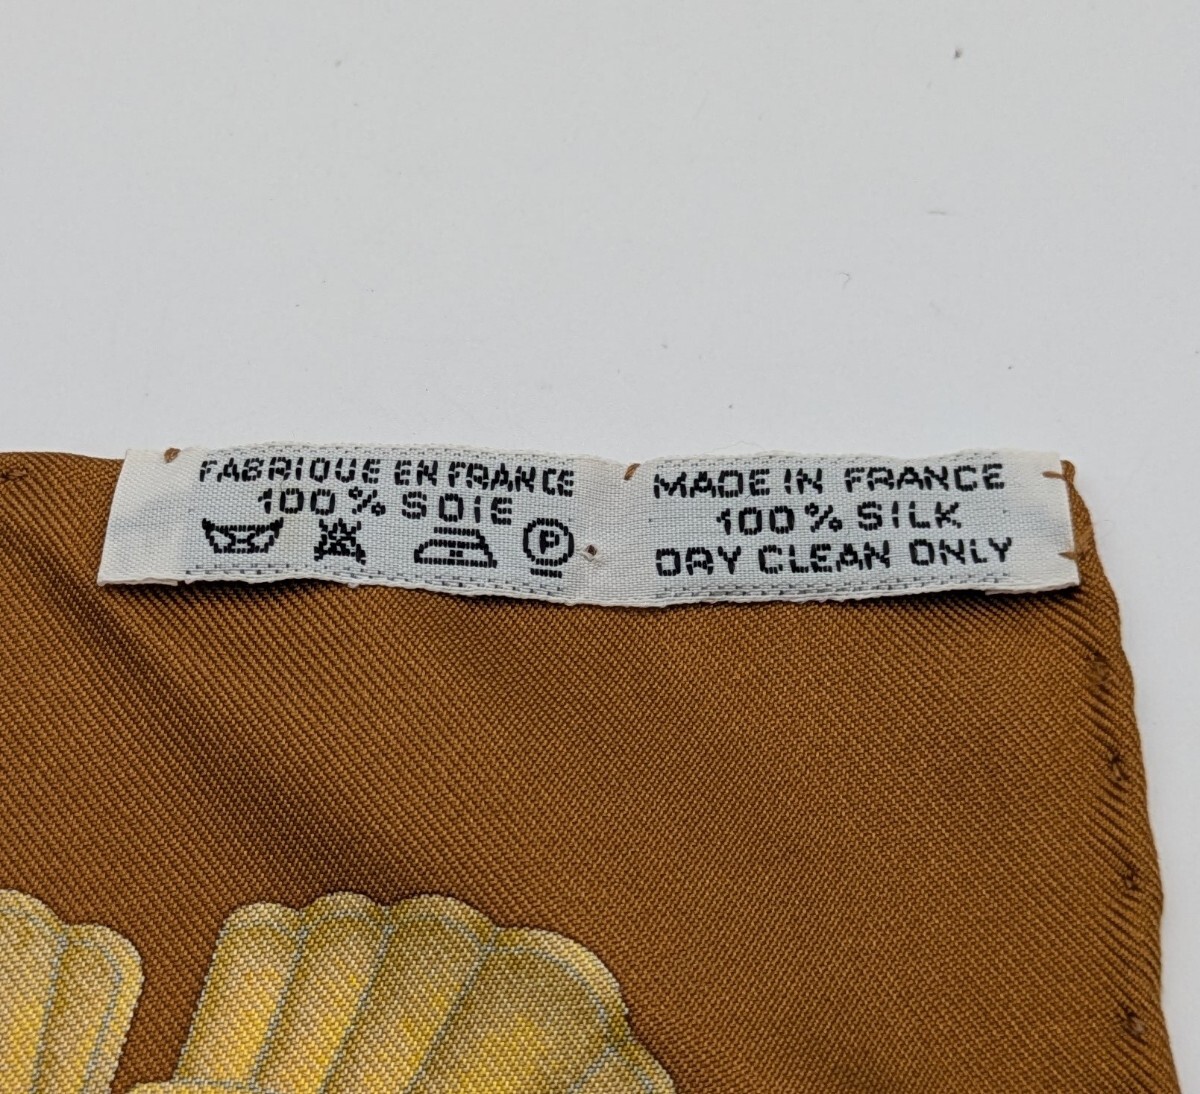 FABRIQUE EN FRANCE
100% SOIE
P
MADE IN FRANCE
100% SILK
DRY CLEAN ONLY